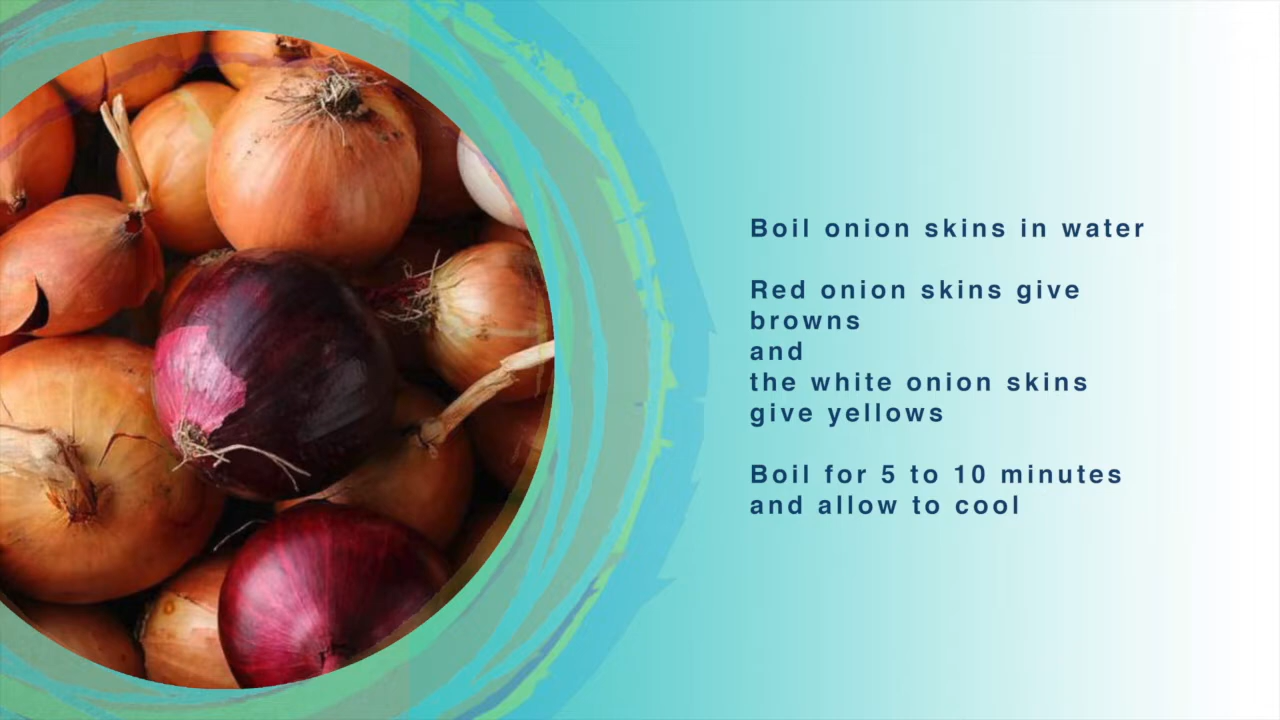 Boil onion skins in water
Red onion skins give
browns
and
the white onion skins
give yellows
Boil for 5 to 10 minutes
and allow to cool